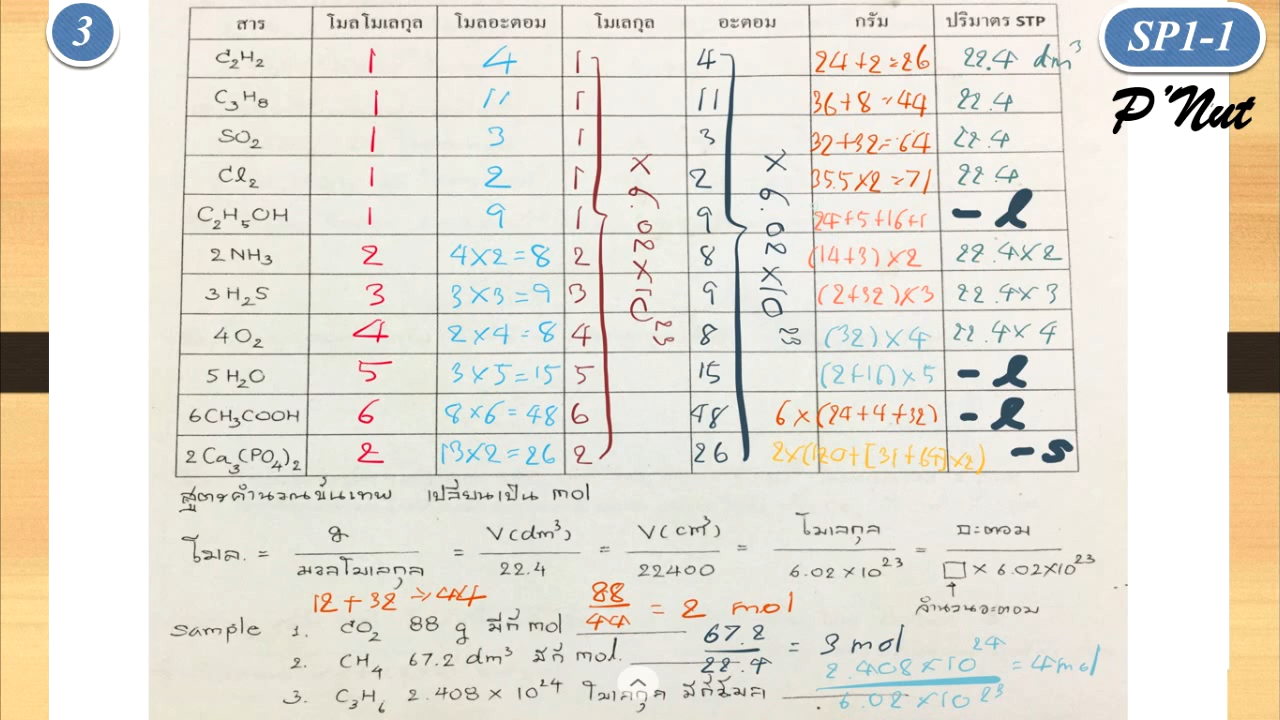 3
SP1-1
P'Nut
สาร โมลโมเลกุล โมลอะตอม โมเลกุล อะตอม กรัม ปริมาตร STP
C₂H₂ 1 4 1 4 24+2=26 22.4 dm³
C₃H₈ 1 11 1 11 36+8=44 22.4
SO₂ 1 3 1 3 32+32=64 22.4
Cl₂ 1 2 1 2 35.5×2=71 22.4
C₂H₅OH 1 9 1 9 24+5+16+1 - l
2NH₃ 2 4×2=8 2 8 (14+3)×2 22.4×2
3H₂S 3 3×3=9 3 9 (2+32)×3 22.4×3
4O₂ 4 2×4=8 4 8 (32)×4 22.4×4
5H₂O 5 3×5=15 5 15 (2+16)×5 - l
6CH₃COOH 6 8×6=48 6 48 6×(24+4+32) - l
2Ca₃(PO₄)₂ 2 13×2=26 2 26 2×(120+[31+64]×2) - s
×6.02×10²³
×6.02×10²³
สูตรคำนวณขั้นเทพ เปลี่ยนเป็น mol
โมล = g/มวลโมเลกุล = V(dm³)/22.4 = V(cm³)/22400 = โมเลกุล/6.02×10²³ = อะตอม/□×6.02×10²³
จำนวนอะตอม
12+32=44
Sample 1. CO₂ 88 g มีกี่ mol 88/44 = 2 mol
2. CH₄ 67.2 dm³ มีกี่ mol. 67.2/22.4 = 3 mol
3. C₃H₆ 2.408×10²⁴ โมเลกุล มีกี่โมล 2.408×10²⁴/6.02×10²³ = 4 mol